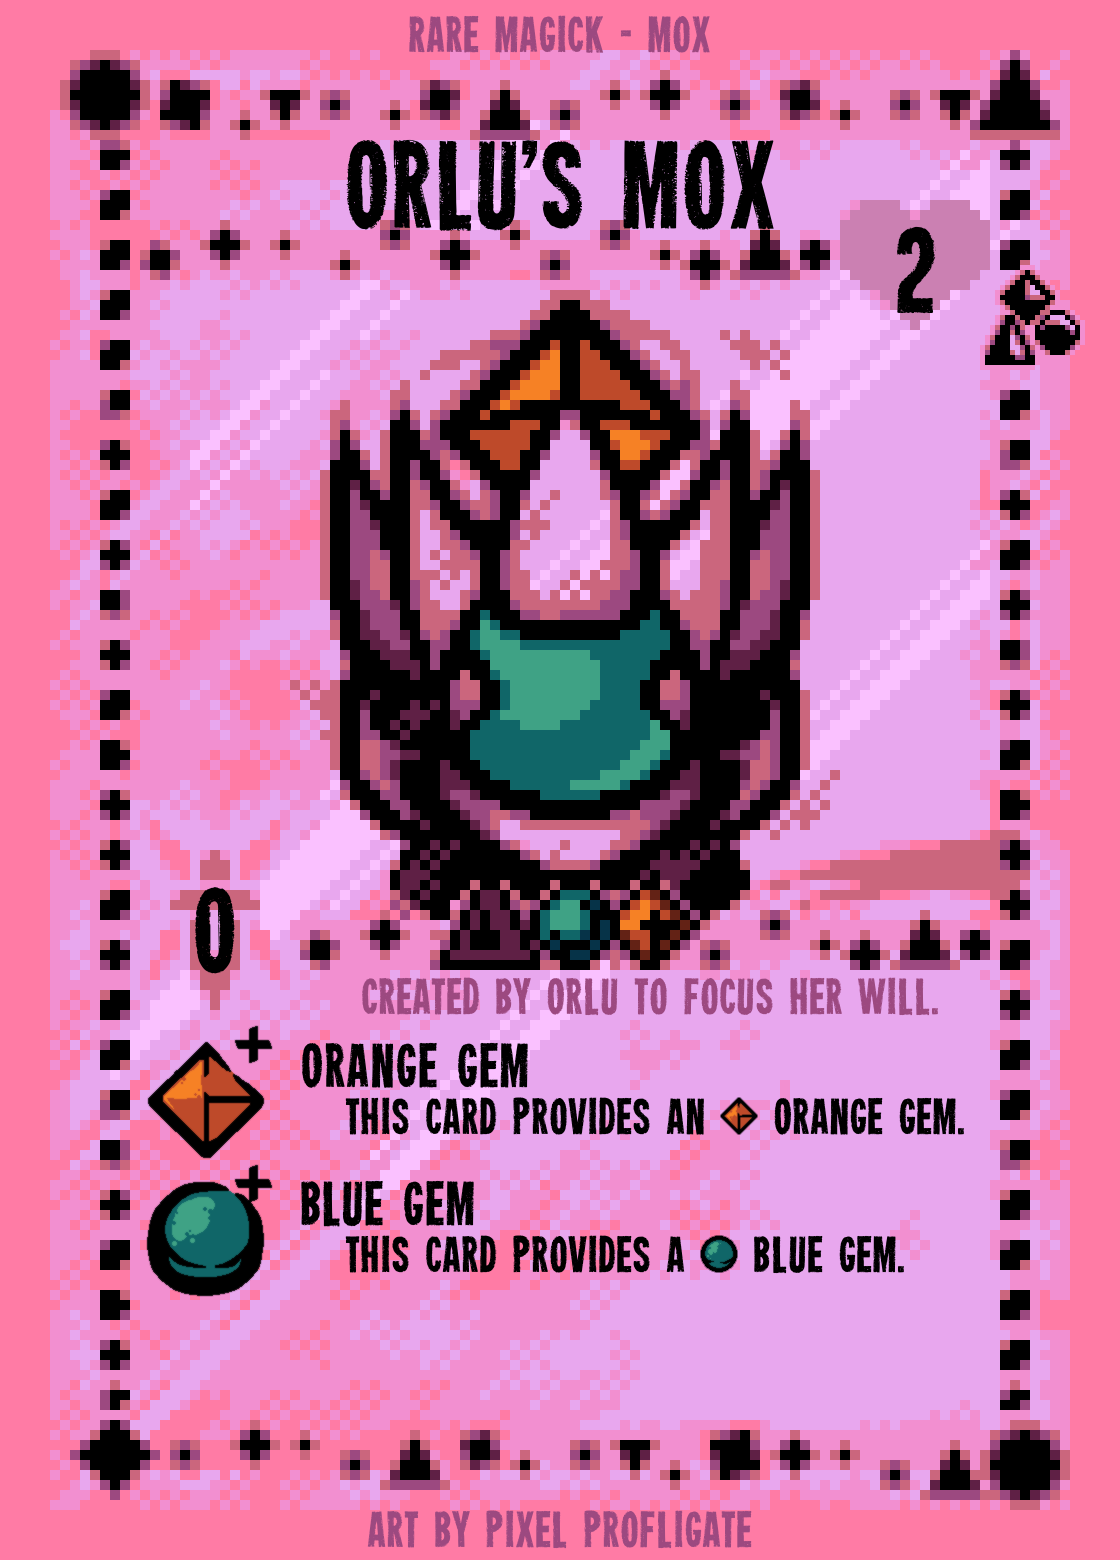 RARE MAGICK - MOX
ORLU'S MOX
2
0
CREATED BY ORLU TO FOCUS HER WILL.
ORANGE GEM
THIS CARD PROVIDES AN ORANGE GEM.
BLUE GEM
THIS CARD PROVIDES A BLUE GEM.
ART BY PIXEL PROFLIGATE